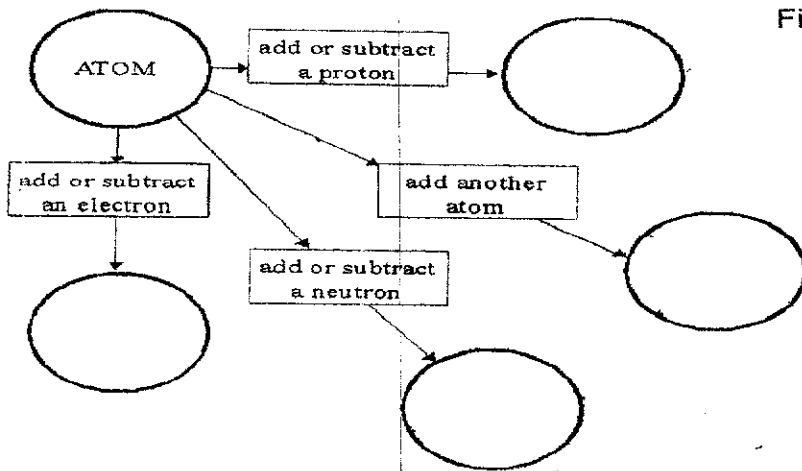 Fi
ATOM
add or subtract
a proton
add or subtract
an electron
add another
atom
add or subtract
a neutron